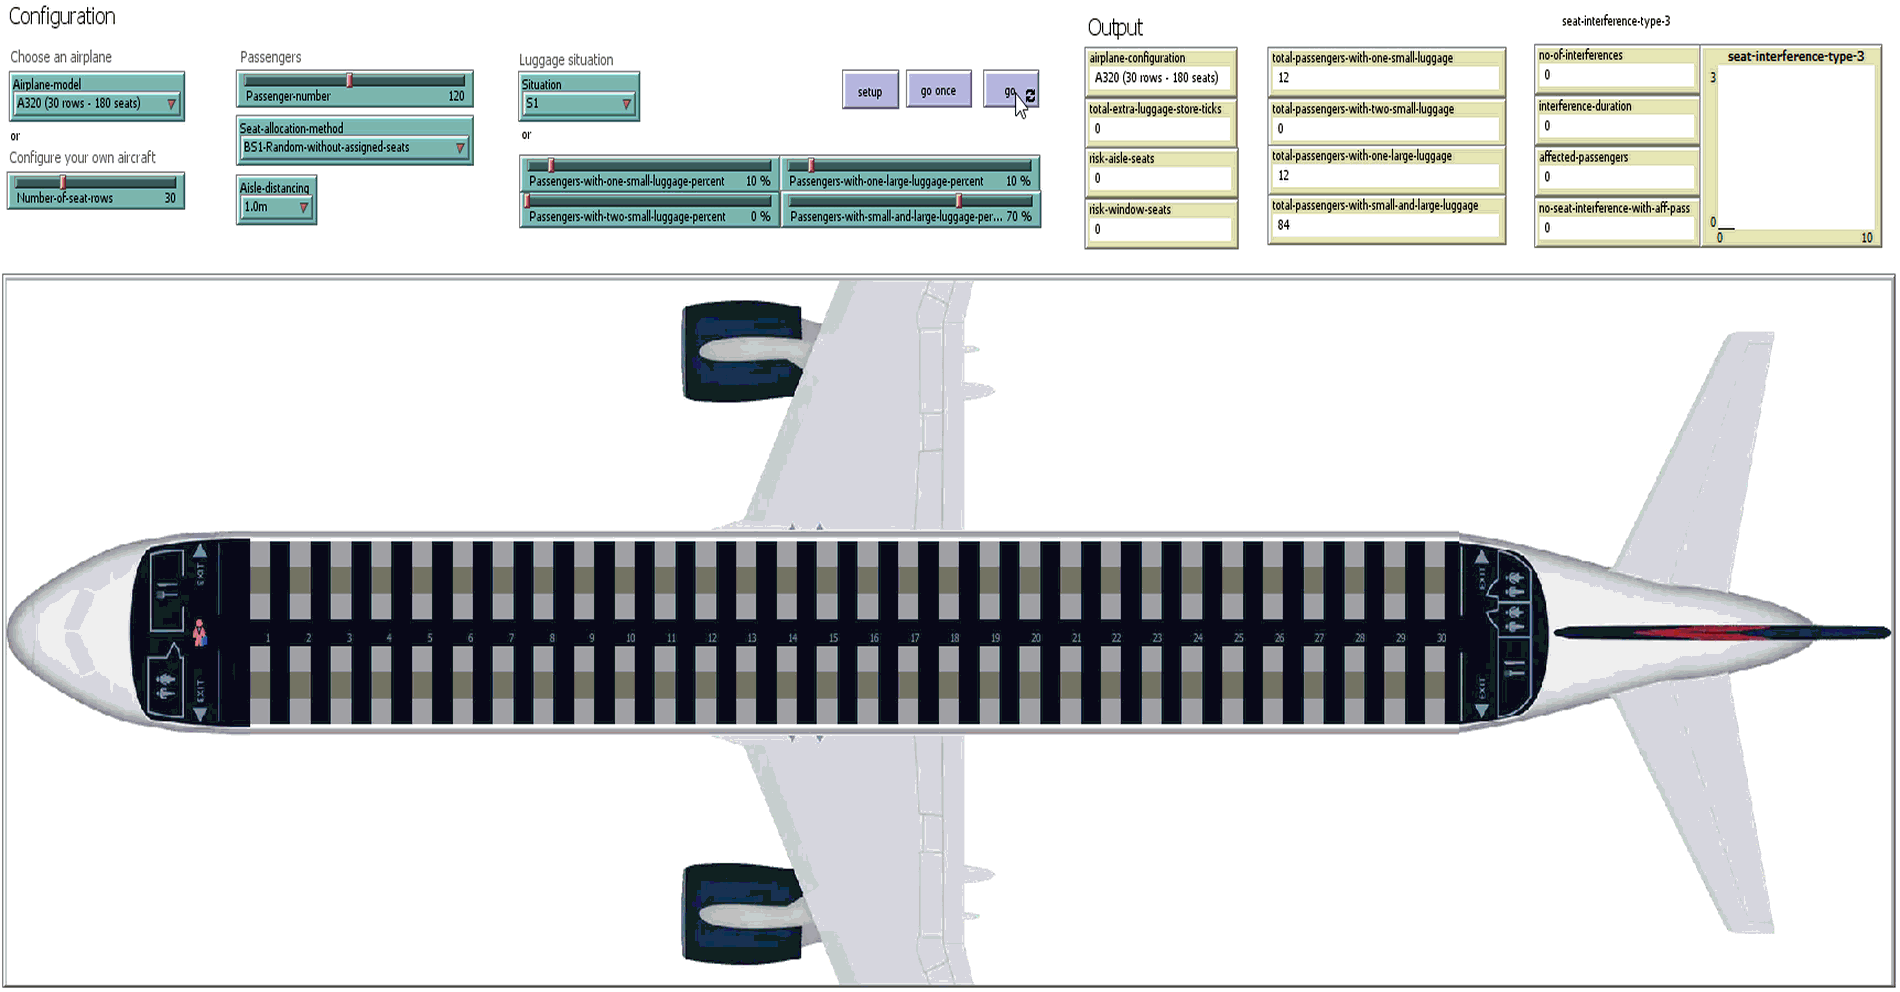 Configuration
Choose an airplane
Airplane-model
A320 (30 rows - 180 seats)
or
Configure your own aircraft
Number-of-seat-rows 30
Passengers
Passenger-number 120
Seat-allocation-method
BS1-Random-without-assigned-seats
Aisle-distancing
1.0m
Luggage situation
Situation
S1
or
Passengers-with-one-small-luggage-percent 10 %
Passengers-with-one-large-luggage-percent 10 %
Passengers-with-two-small-luggage-percent 0 %
Passengers-with-small-and-large-luggage-per... 70 %
setup
go once
go
Output
airplane-configuration
A320 (30 rows - 180 seats)
total-extra-luggage-store-ticks
0
risk-aisle-seats
0
risk-window-seats
0
total-passengers-with-one-small-luggage
12
total-passengers-with-two-small-luggage
0
total-passengers-with-one-large-luggage
12
total-passengers-with-small-and-large-luggage
84
seat-interference-type-3
no-of-interferences
0
interference-duration
0
affected-passengers
0
no-seat-interference-with-aff-pass
0
seat-interference-type-3
3
0
0 10
EXIT
EXIT
1 2 3 4 5 6 7 8 9 10 11 12 13 14 15 16 17 18 19 20 21 22 23 24 25 26 27 28 29 30
EXIT
EXIT